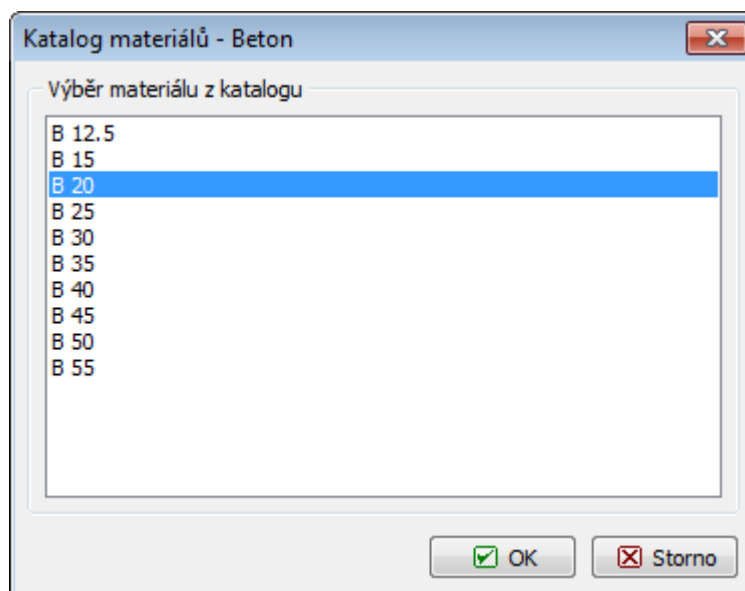 Katalog materiálů - Beton
Výběr materiálu z katalogu
B 12.5
B 15
B 20
B 25
B 30
B 35
B 40
B 45
B 50
B 55
OK
Storno